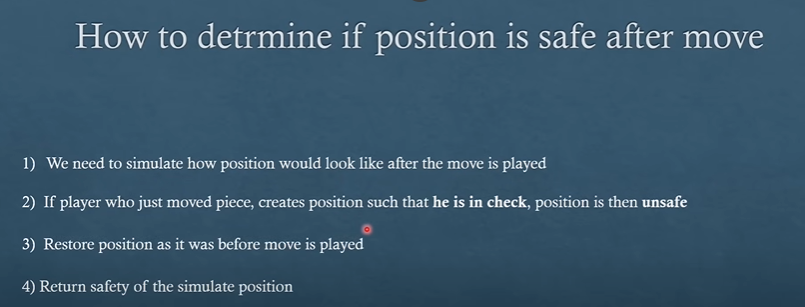 How to detrmine if position is safe after move
1) We need to simulate how position would look like after the move is played
2) If player who just moved piece, creates position such that he is in check, position is then unsafe
3) Restore position as it was before move is played
4) Return safety of the simulate position